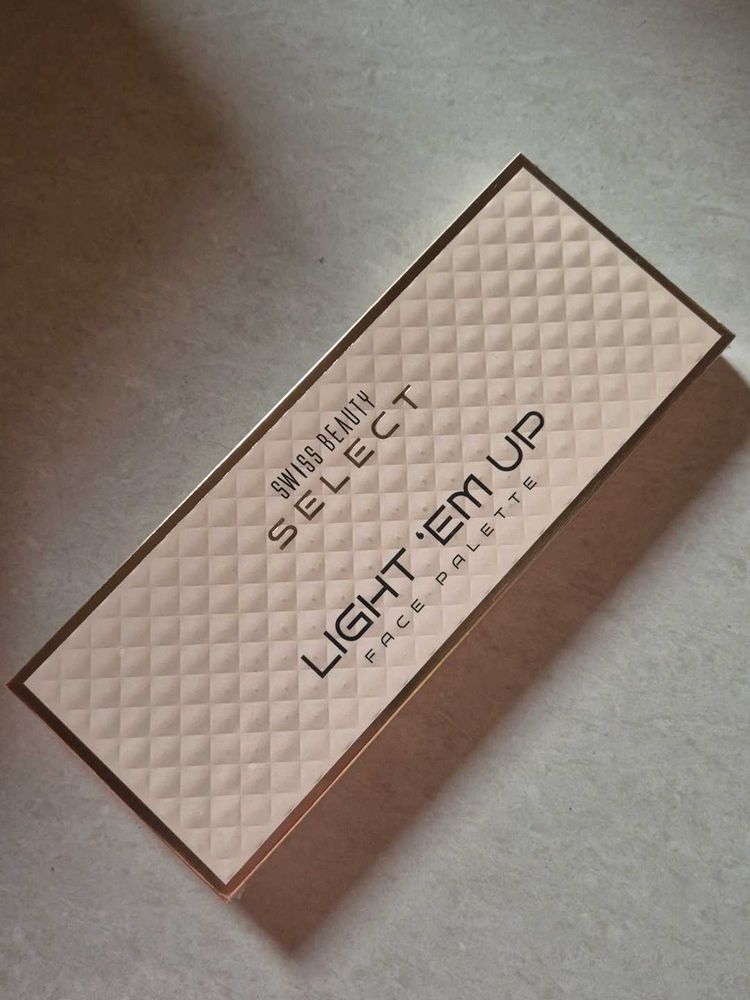 SWISS BEAUTY
SELECT
LIGHT 'EM UP
FACE PALETTE